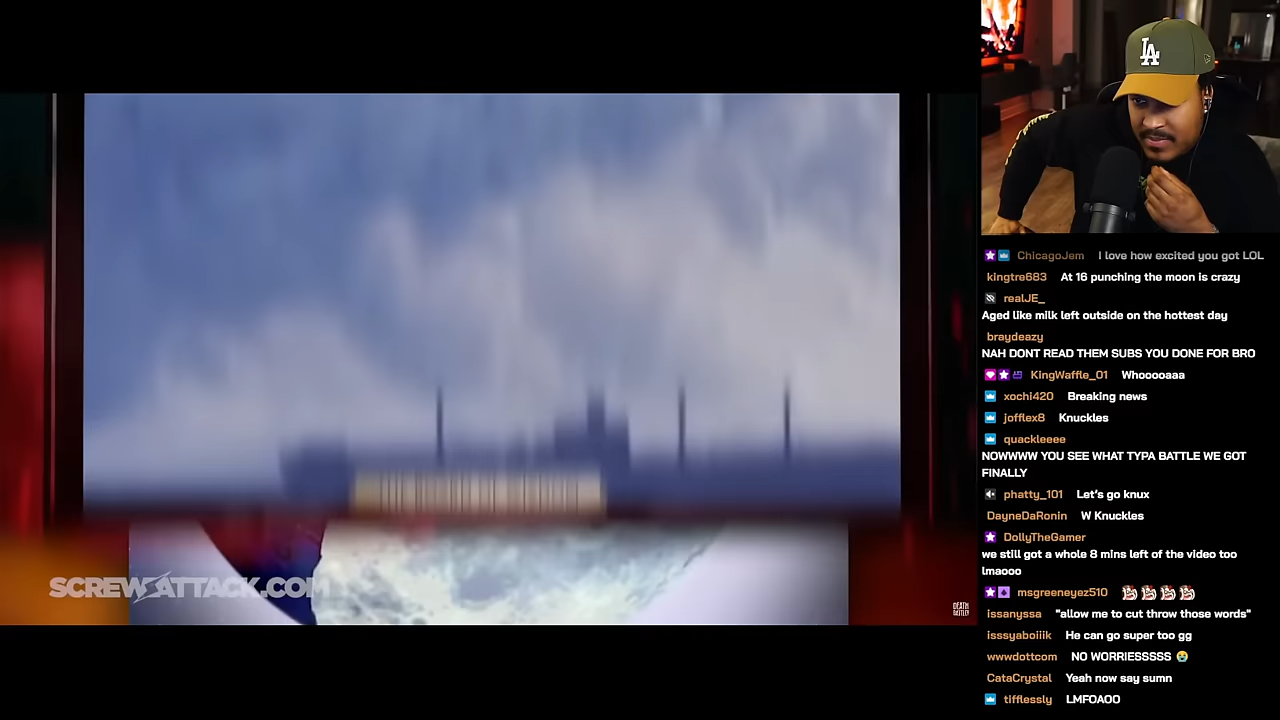 LA
ChicagoJem I love how excited you got LOL
kingtre683 At 16 punching the moon is crazy
realJE_
Aged like milk left outside on the hottest day
braydeazy
NAH DONT READ THEM SUBS YOU DONE FOR BRO
KingWaffle_01 Whooooaaa
xochi420 Breaking news
jofflex8 Knuckles
quackleeee
NOWWWW YOU SEE WHAT TYPA BATTLE WE GOT
FINALLY
phatty_101 Let's go knux
DayneDaRonin W Knuckles
DollyTheGamer
we still got a whole 8 mins left of the video too
lmaooo
msgreeneyez510
issanyssa "allow me to cut throw those words"
isssyaboiiik He can go super too gg
wwwdottcom NO WORRIESSSSS 😭
CataCrystal Yeah now say sumn
tifflessly LMFOAOO
SCREWATTACK.COM
DEATH
BATTLE!